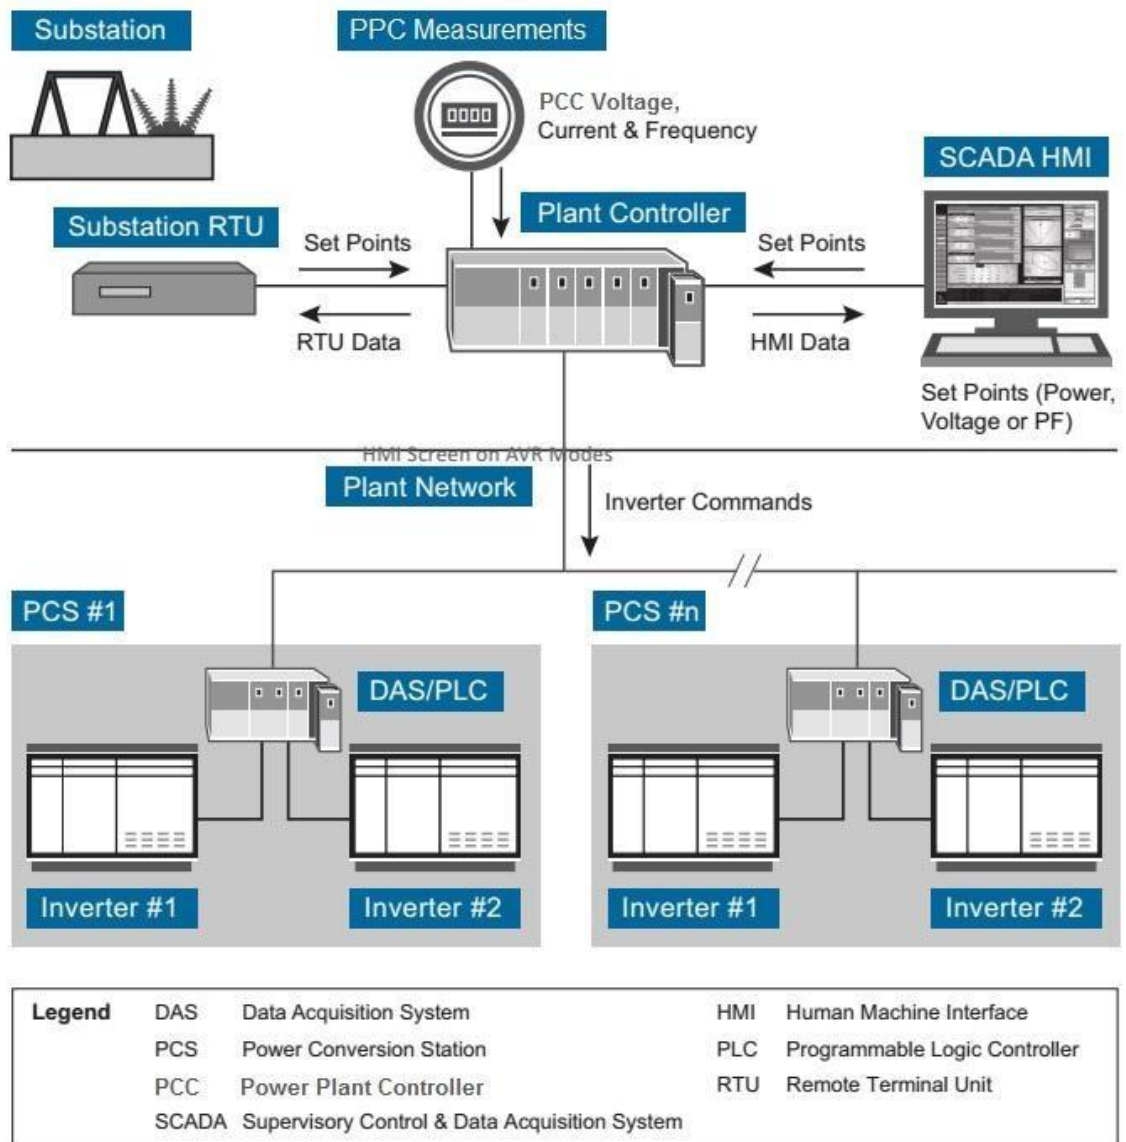 Substation
PPC Measurements
PCC Voltage,
Current & Frequency
SCADA HMI
Substation RTU
Plant Controller
Set Points
Set Points
RTU Data
HMI Data
Set Points (Power,
Voltage or PF)
HMI Screen on AVR Modes
Plant Network
Inverter Commands
PCS #1
PCS #n
DAS/PLC
DAS/PLC
Inverter #1
Inverter #2
Inverter #1
Inverter #2
Legend DAS Data Acquisition System HMI Human Machine Interface
PCS Power Conversion Station PLC Programmable Logic Controller
PCC Power Plant Controller RTU Remote Terminal Unit
SCADA Supervisory Control & Data Acquisition System